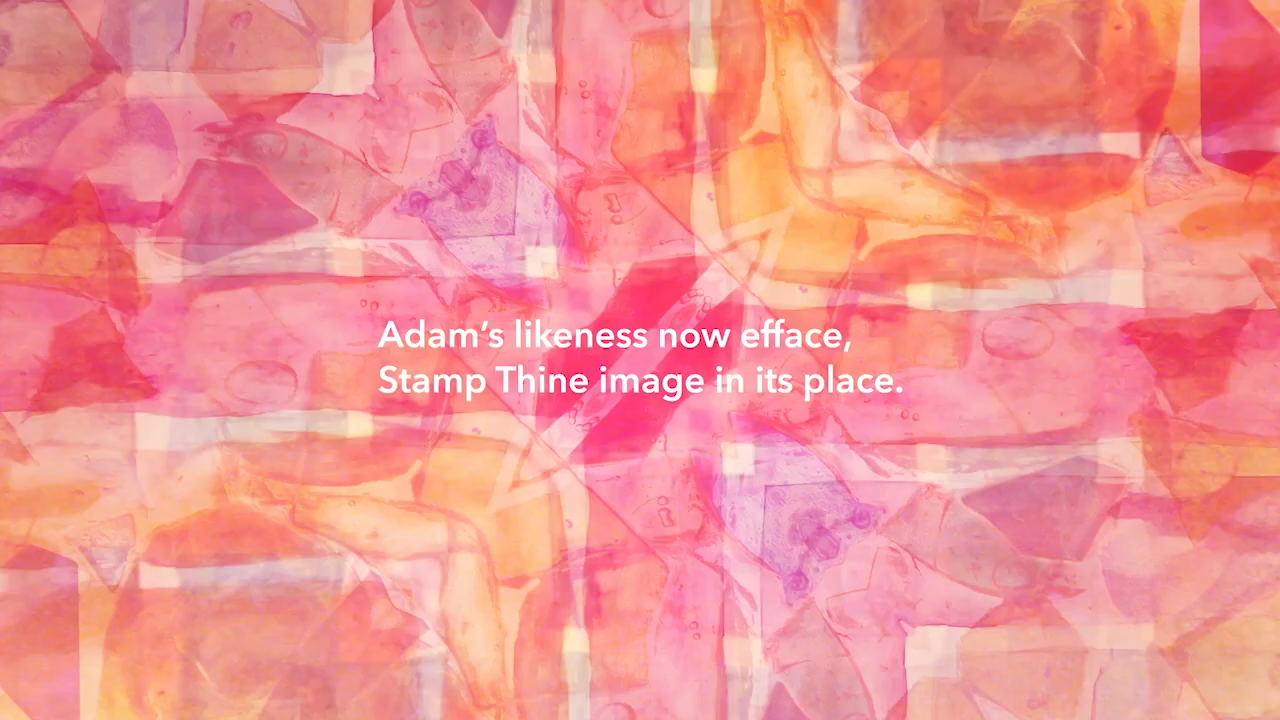 Adam’s likeness now efface,
Stamp Thine image in its place.